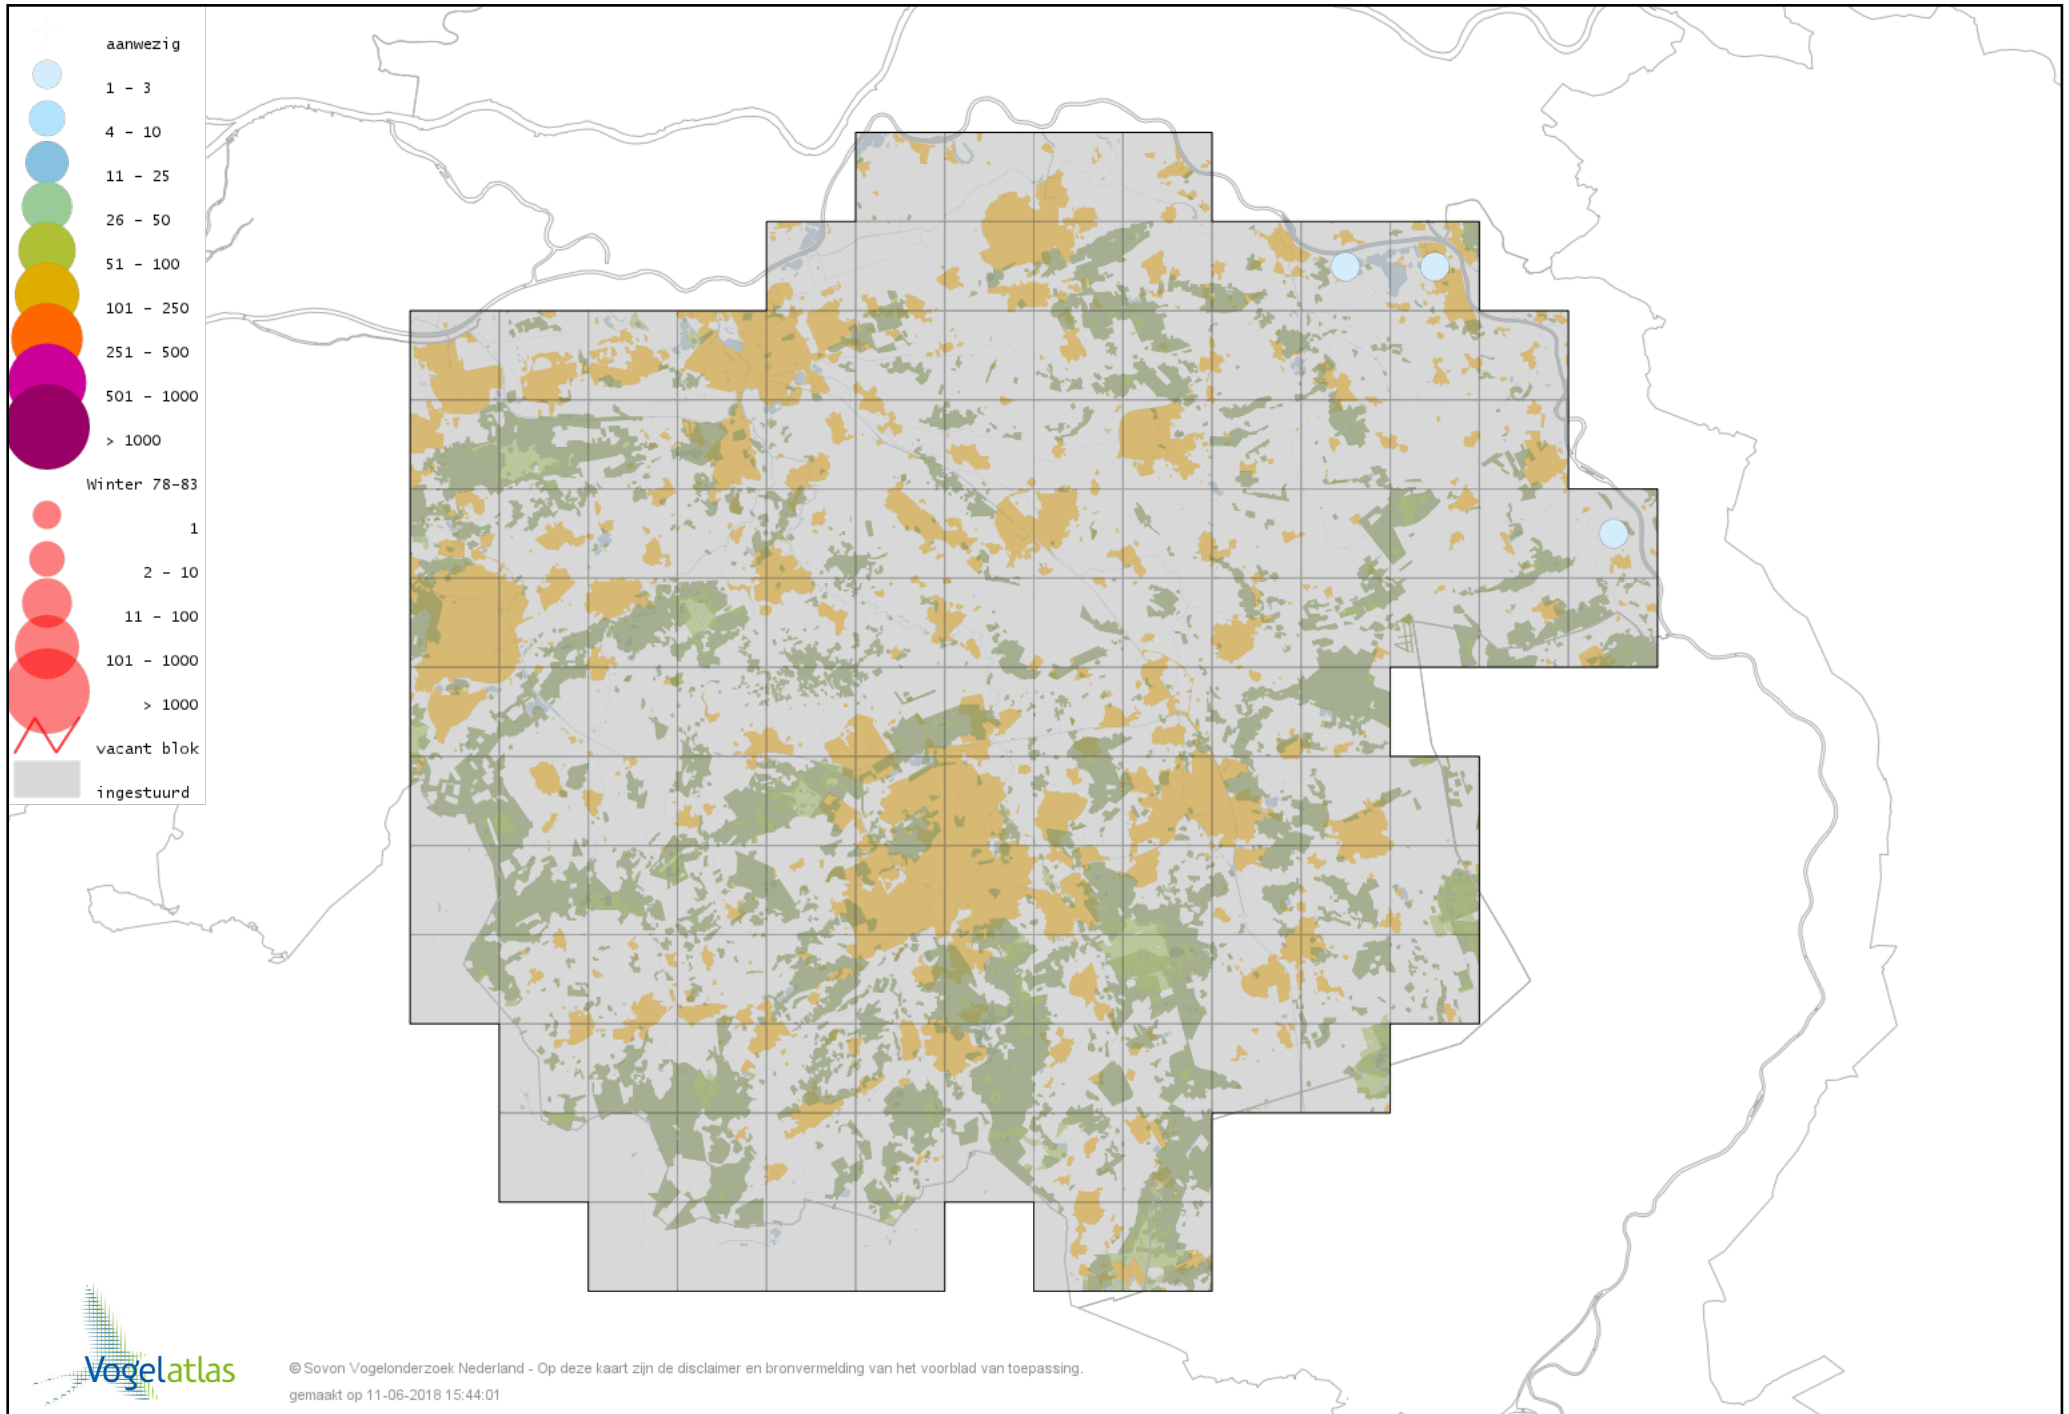 aanwezig
1 - 3
4 - 10
11 - 25
26 - 50
51 - 100
101 - 250
251 - 500
501 - 1000
> 1000
Winter 78-83
1
2 - 10
11 - 100
101 - 1000
> 1000
vacant blok
ingestuurd
Vogelatlas
© Sovon Vogelonderzoek Nederland - Op deze kaart zijn de disclaimer en bronvermelding van het voorblad van toepassing.
gemaakt op 11-06-2018 15:44:01